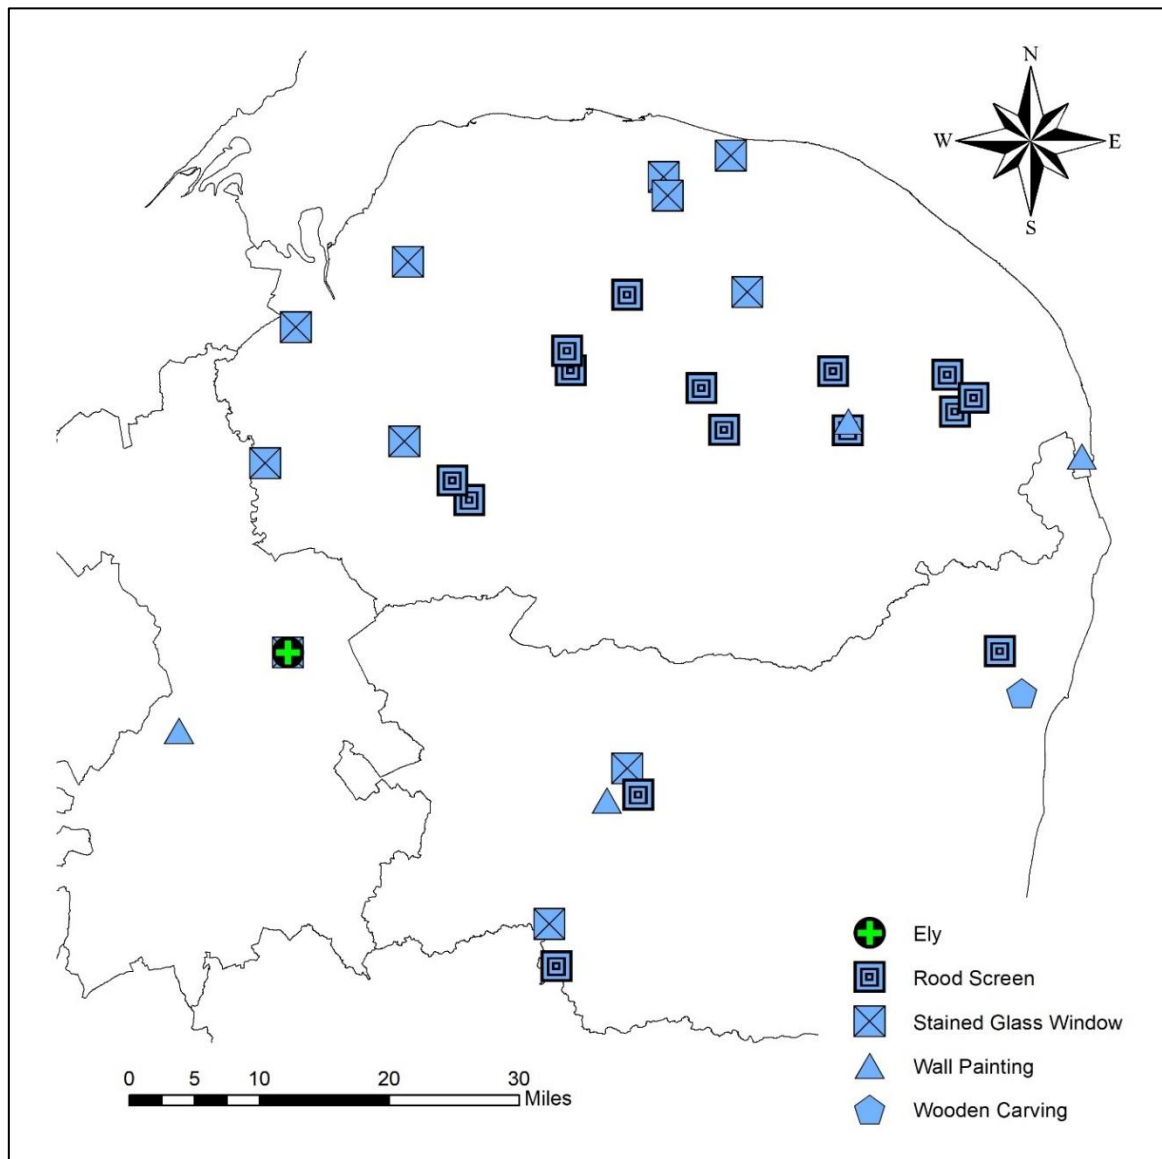 N
W E
S
Ely
Rood Screen
Stained Glass Window
Wall Painting
Wooden Carving
0 5 10 20 30
Miles